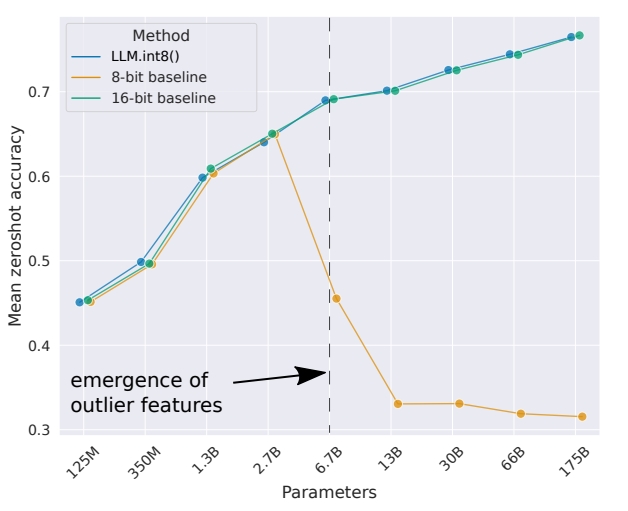 Method
LLM.int8()
8-bit baseline
16-bit baseline
0.7
0.6
0.5
0.4
0.3
Mean zeroshot accuracy
emergence of
outlier features
125M
350M
1.3B
2.7B
6.7B
13B
30B
66B
175B
Parameters